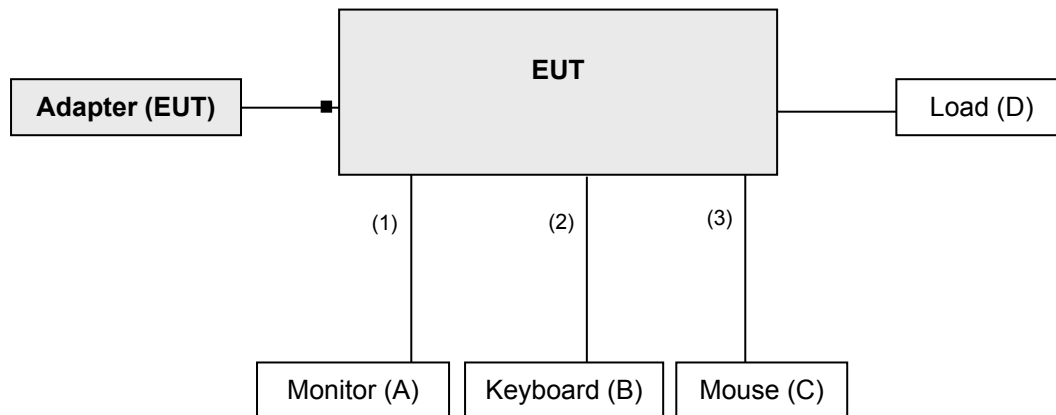 EUT
Adapter (EUT)
Load (D)
(1)
(2)
(3)
Monitor (A)
Keyboard (B)
Mouse (C)